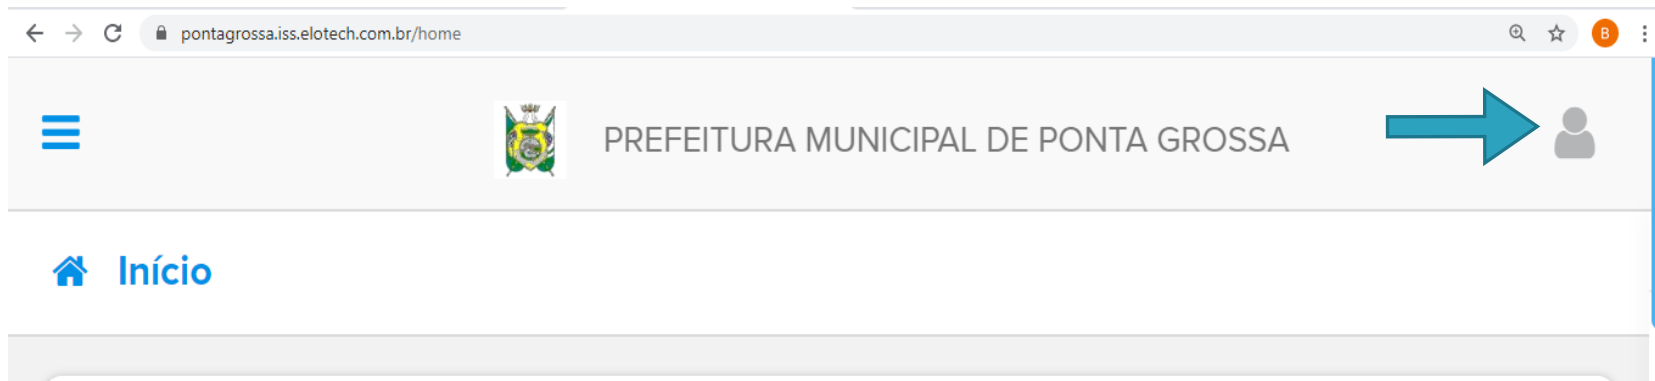 pontagrossa.iss.elotech.com.br/home
B
PREFEITURA MUNICIPAL DE PONTA GROSSA
Início